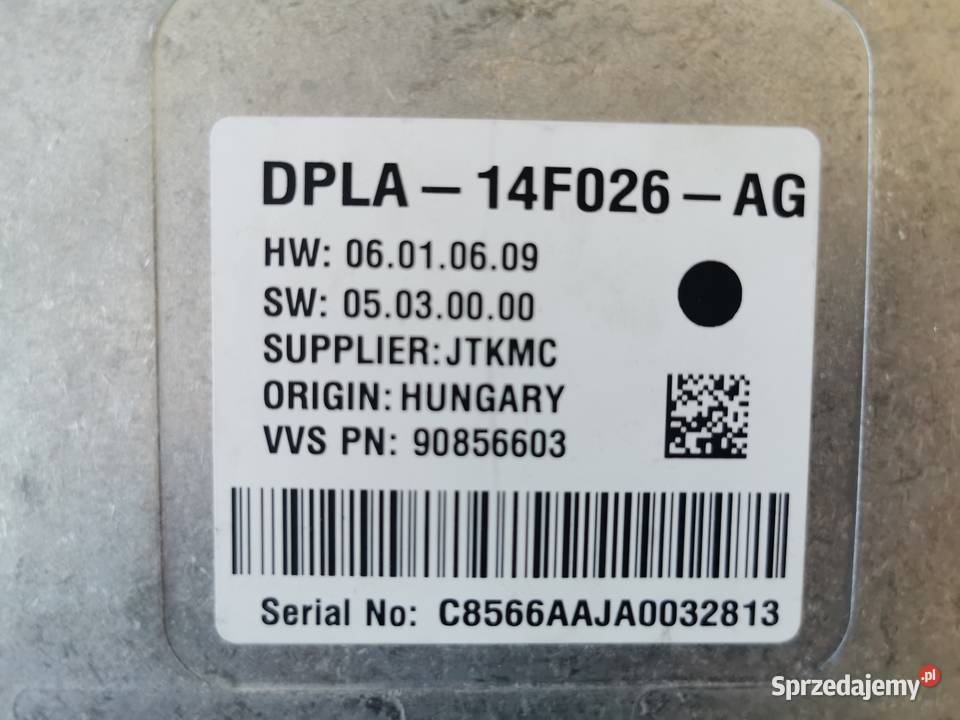 DPLA-14F026-AG
HW: 06.01.06.09
SW: 05.03.00.00
SUPPLIER:JTKMC
ORIGIN:HUNGARY
VVS PN: 90856603
Serial No: C8566AAJA0032813
Sprzedajemy.pl